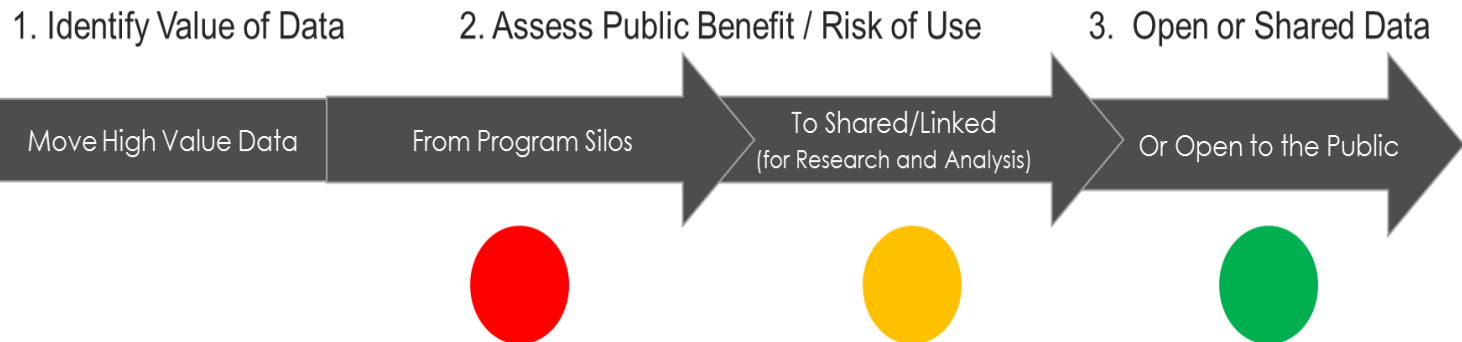 1. Identify Value of Data
2. Assess Public Benefit / Risk of Use
3. Open or Shared Data
Move High Value Data
From Program Silos
To Shared/Linked
(for Research and Analysis)
Or Open to the Public